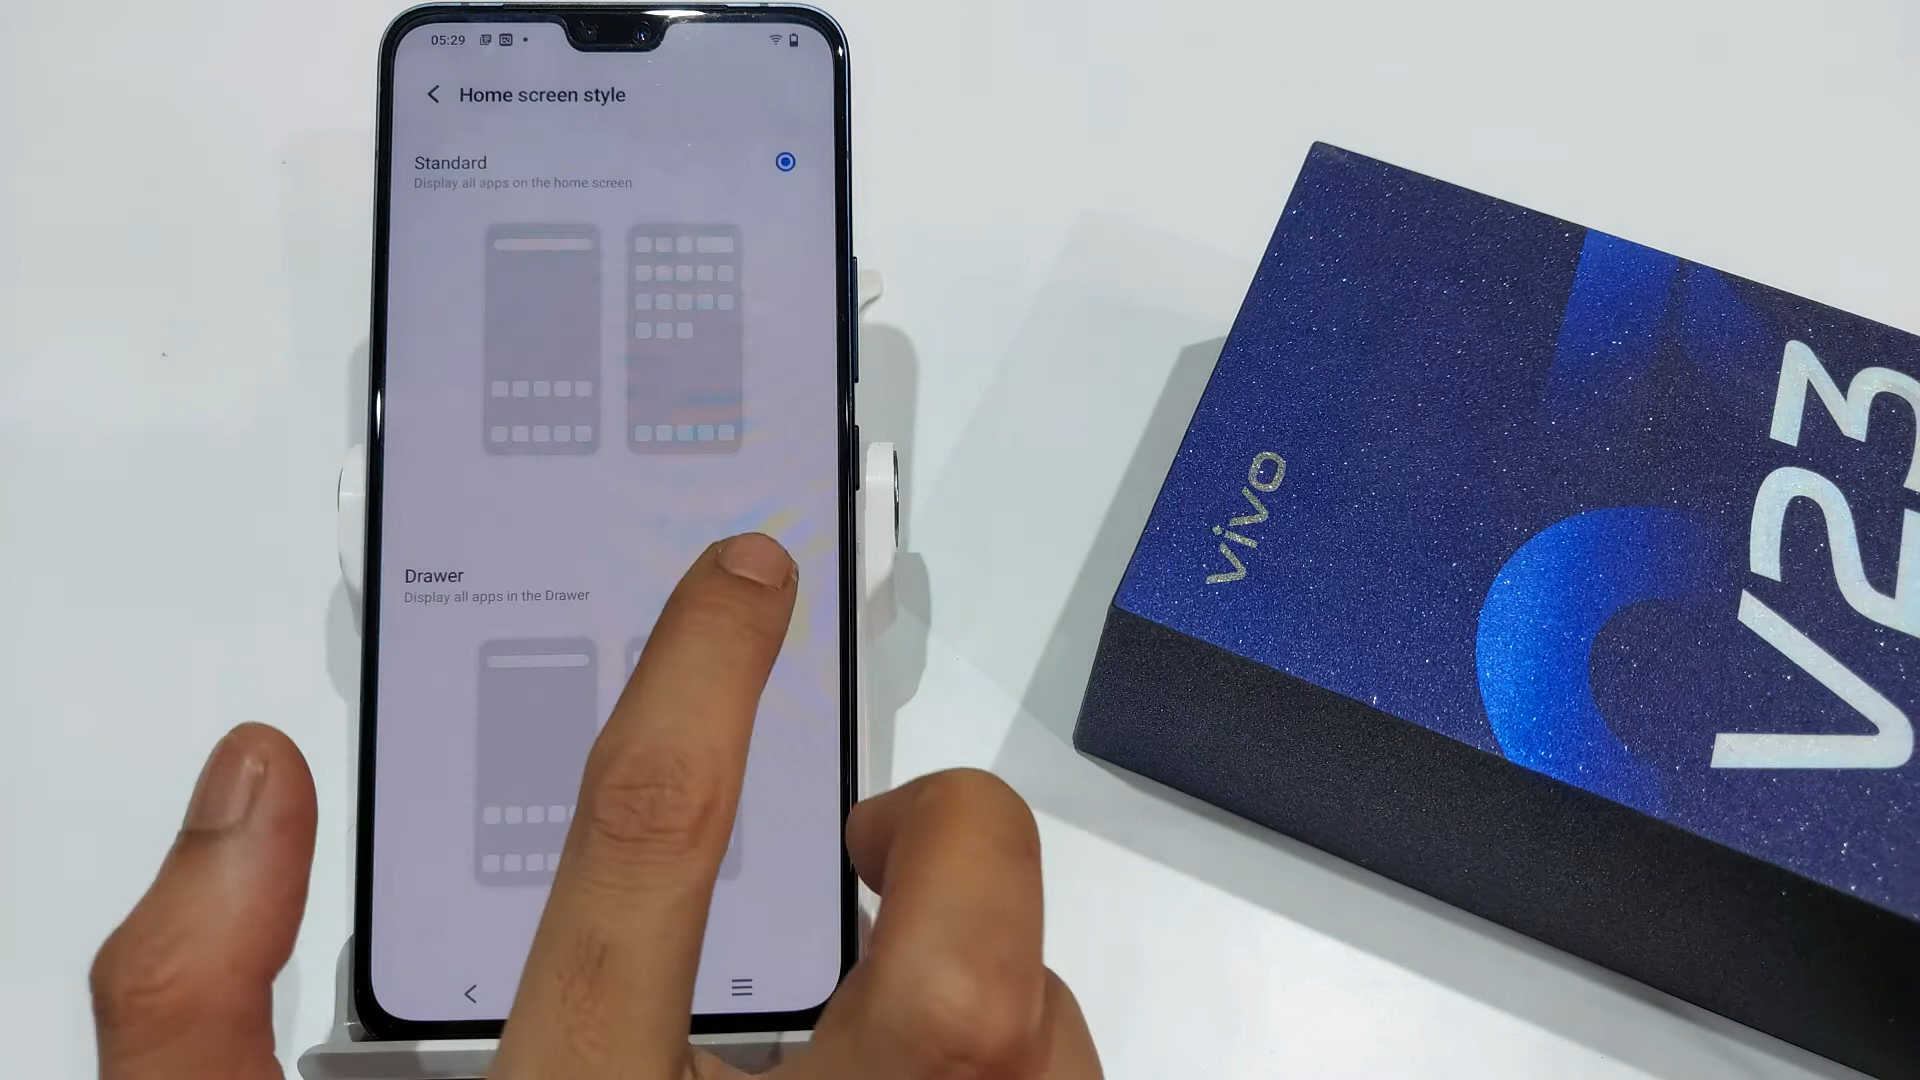 05:29
Home screen style
Standard
Display all apps on the home screen
Drawer
Display all apps in the Drawer
vivo
V23